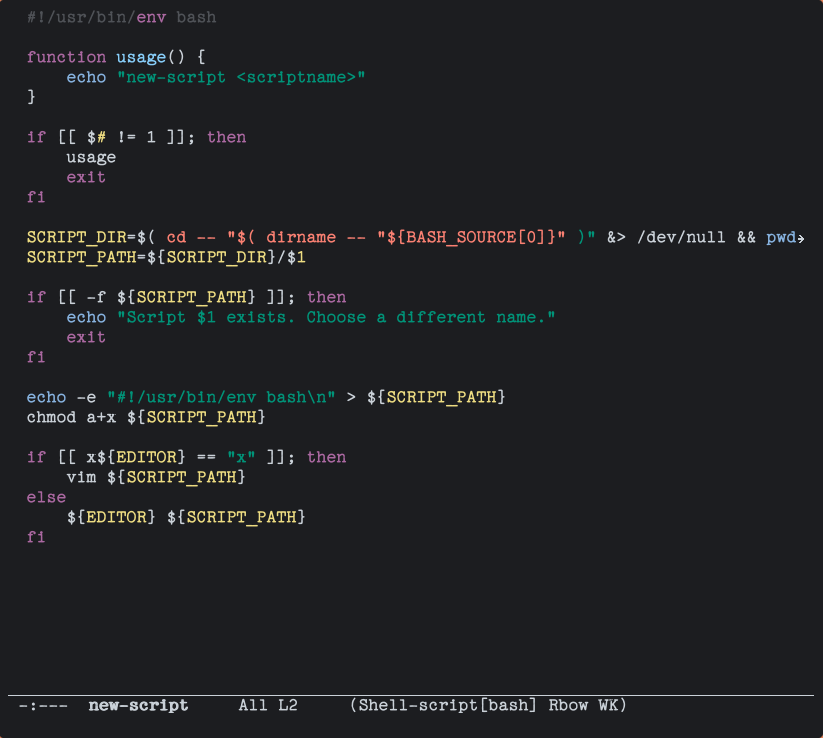 #!/usr/bin/env bash
function usage() {
echo "new-script <scriptname>"
}
if [[ $# != 1 ]]; then
usage
exit
fi
SCRIPT_DIR=$( cd -- "$( dirname -- "${BASH_SOURCE[0]}" )" &> /dev/null && pwd→
SCRIPT_PATH=${SCRIPT_DIR}/$1
if [[ -f ${SCRIPT_PATH} ]]; then
echo "Script $1 exists. Choose a different name."
exit
fi
echo -e "#!/usr/bin/env bash\n" > ${SCRIPT_PATH}
chmod a+x ${SCRIPT_PATH}
if [[ x${EDITOR} == "x" ]]; then
vim ${SCRIPT_PATH}
else
${EDITOR} ${SCRIPT_PATH}
fi
-:--- new-script All L2 (Shell-script[bash] Rbow WK)